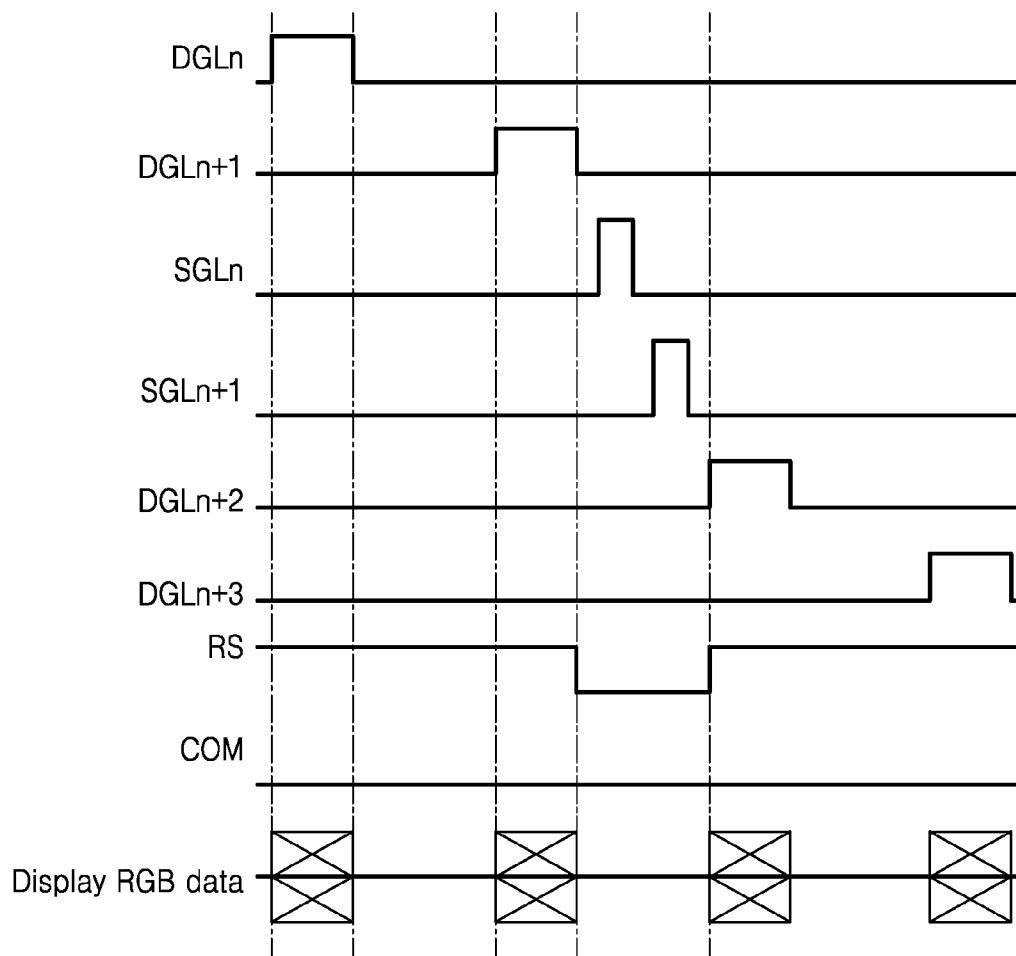 DGLn
DGLn+1
SGLn
SGLn+1
DGLn+2
DGLn+3
RS
COM
Display RGB data